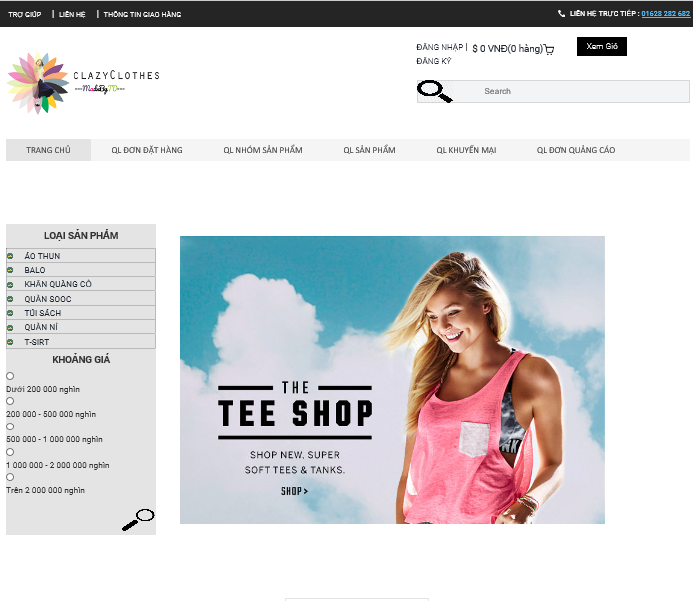 TRỢ GIÚP | LIÊN HỆ | THÔNG TIN GIAO HÀNG
LIÊN HỆ TRỰC TIẾP : 01628 282 682
CLAZYCLOTHES
---MadeByTD---
ĐĂNG NHẬP |
ĐĂNG KÝ
$ 0 VNĐ(0 hàng)
Xem Giỏ
Search
TRANG CHỦ
QL ĐƠN ĐẶT HÀNG
QL NHÓM SẢN PHẨM
QL SẢN PHẨM
QL KHUYẾN MẠI
QL ĐƠN QUẢNG CÁO
LOẠI SẢN PHẨM
ÁO THUN
BALO
KHĂN QUÀNG CỔ
QUẦN SOOC
TÚI SÁCH
QUẦN NỈ
T-SIRT
KHOẢNG GIÁ
Dưới 200 000 nghìn
200 000 - 500 000 nghìn
500 000 - 1 000 000 nghìn
1 000 000 - 2 000 000 nghìn
Trên 2 000 000 nghìn
THE
TEE SHOP
SHOP NEW. SUPER
SOFT TEES & TANKS.
SHOP >